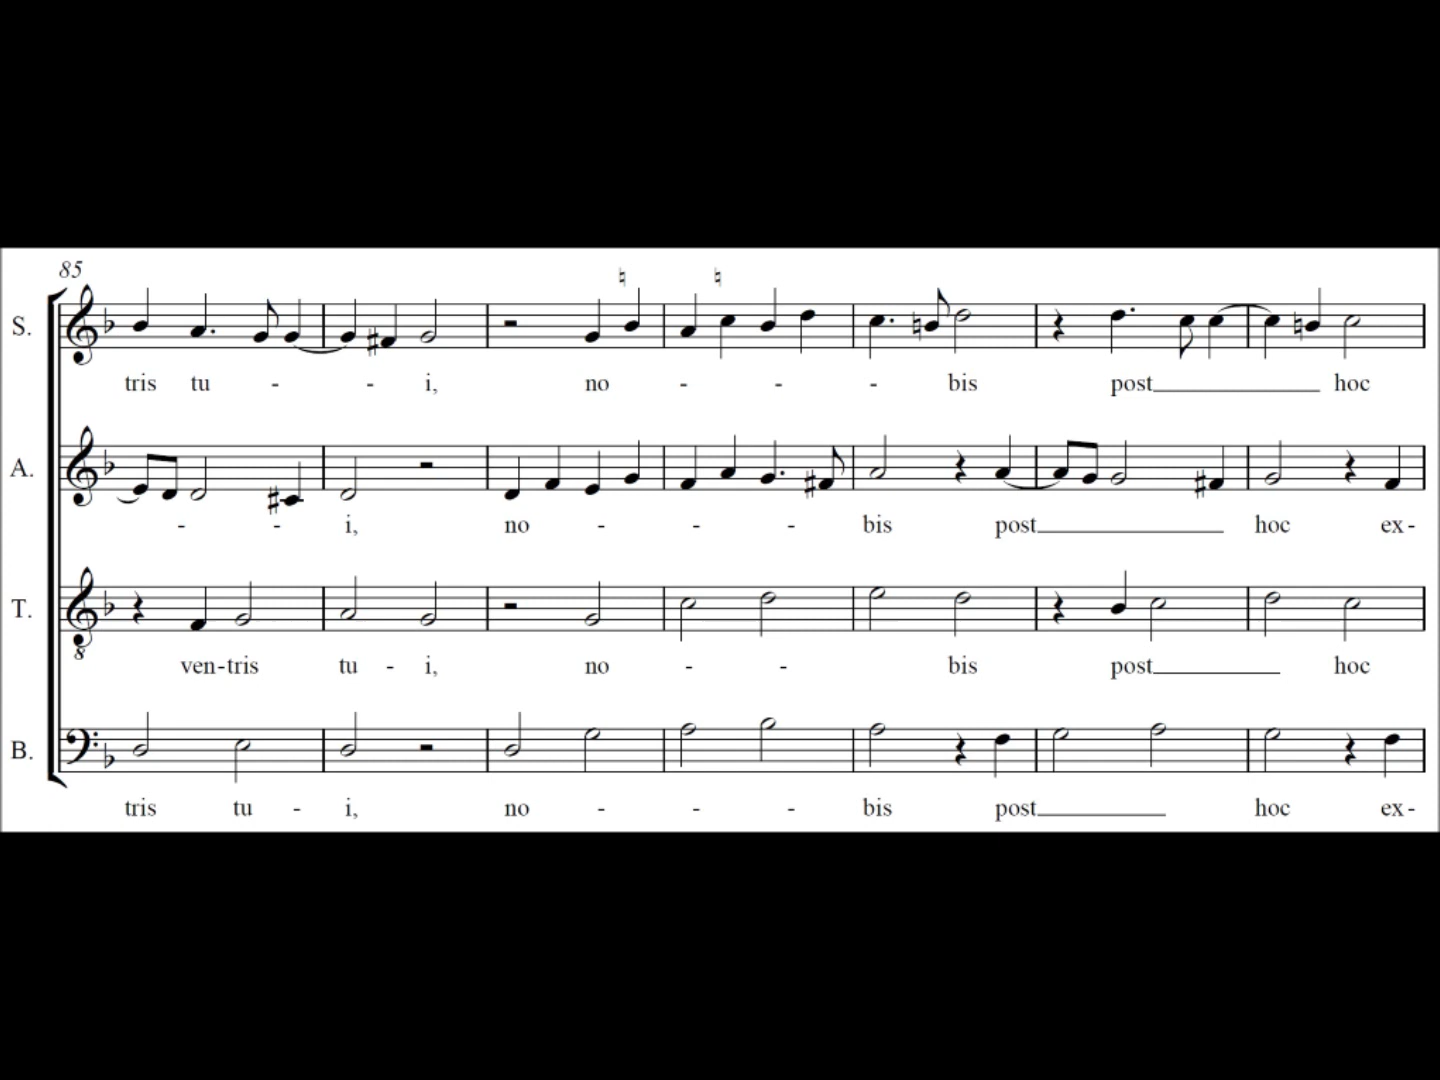 85
S.
tris tu - - i, no - - - bis post hoc
A.
- - i, no - - - bis post hoc ex-
T.
8
ven-tris tu - i, no - - bis post hoc
B.
tris tu - i, no - - - bis post hoc ex-